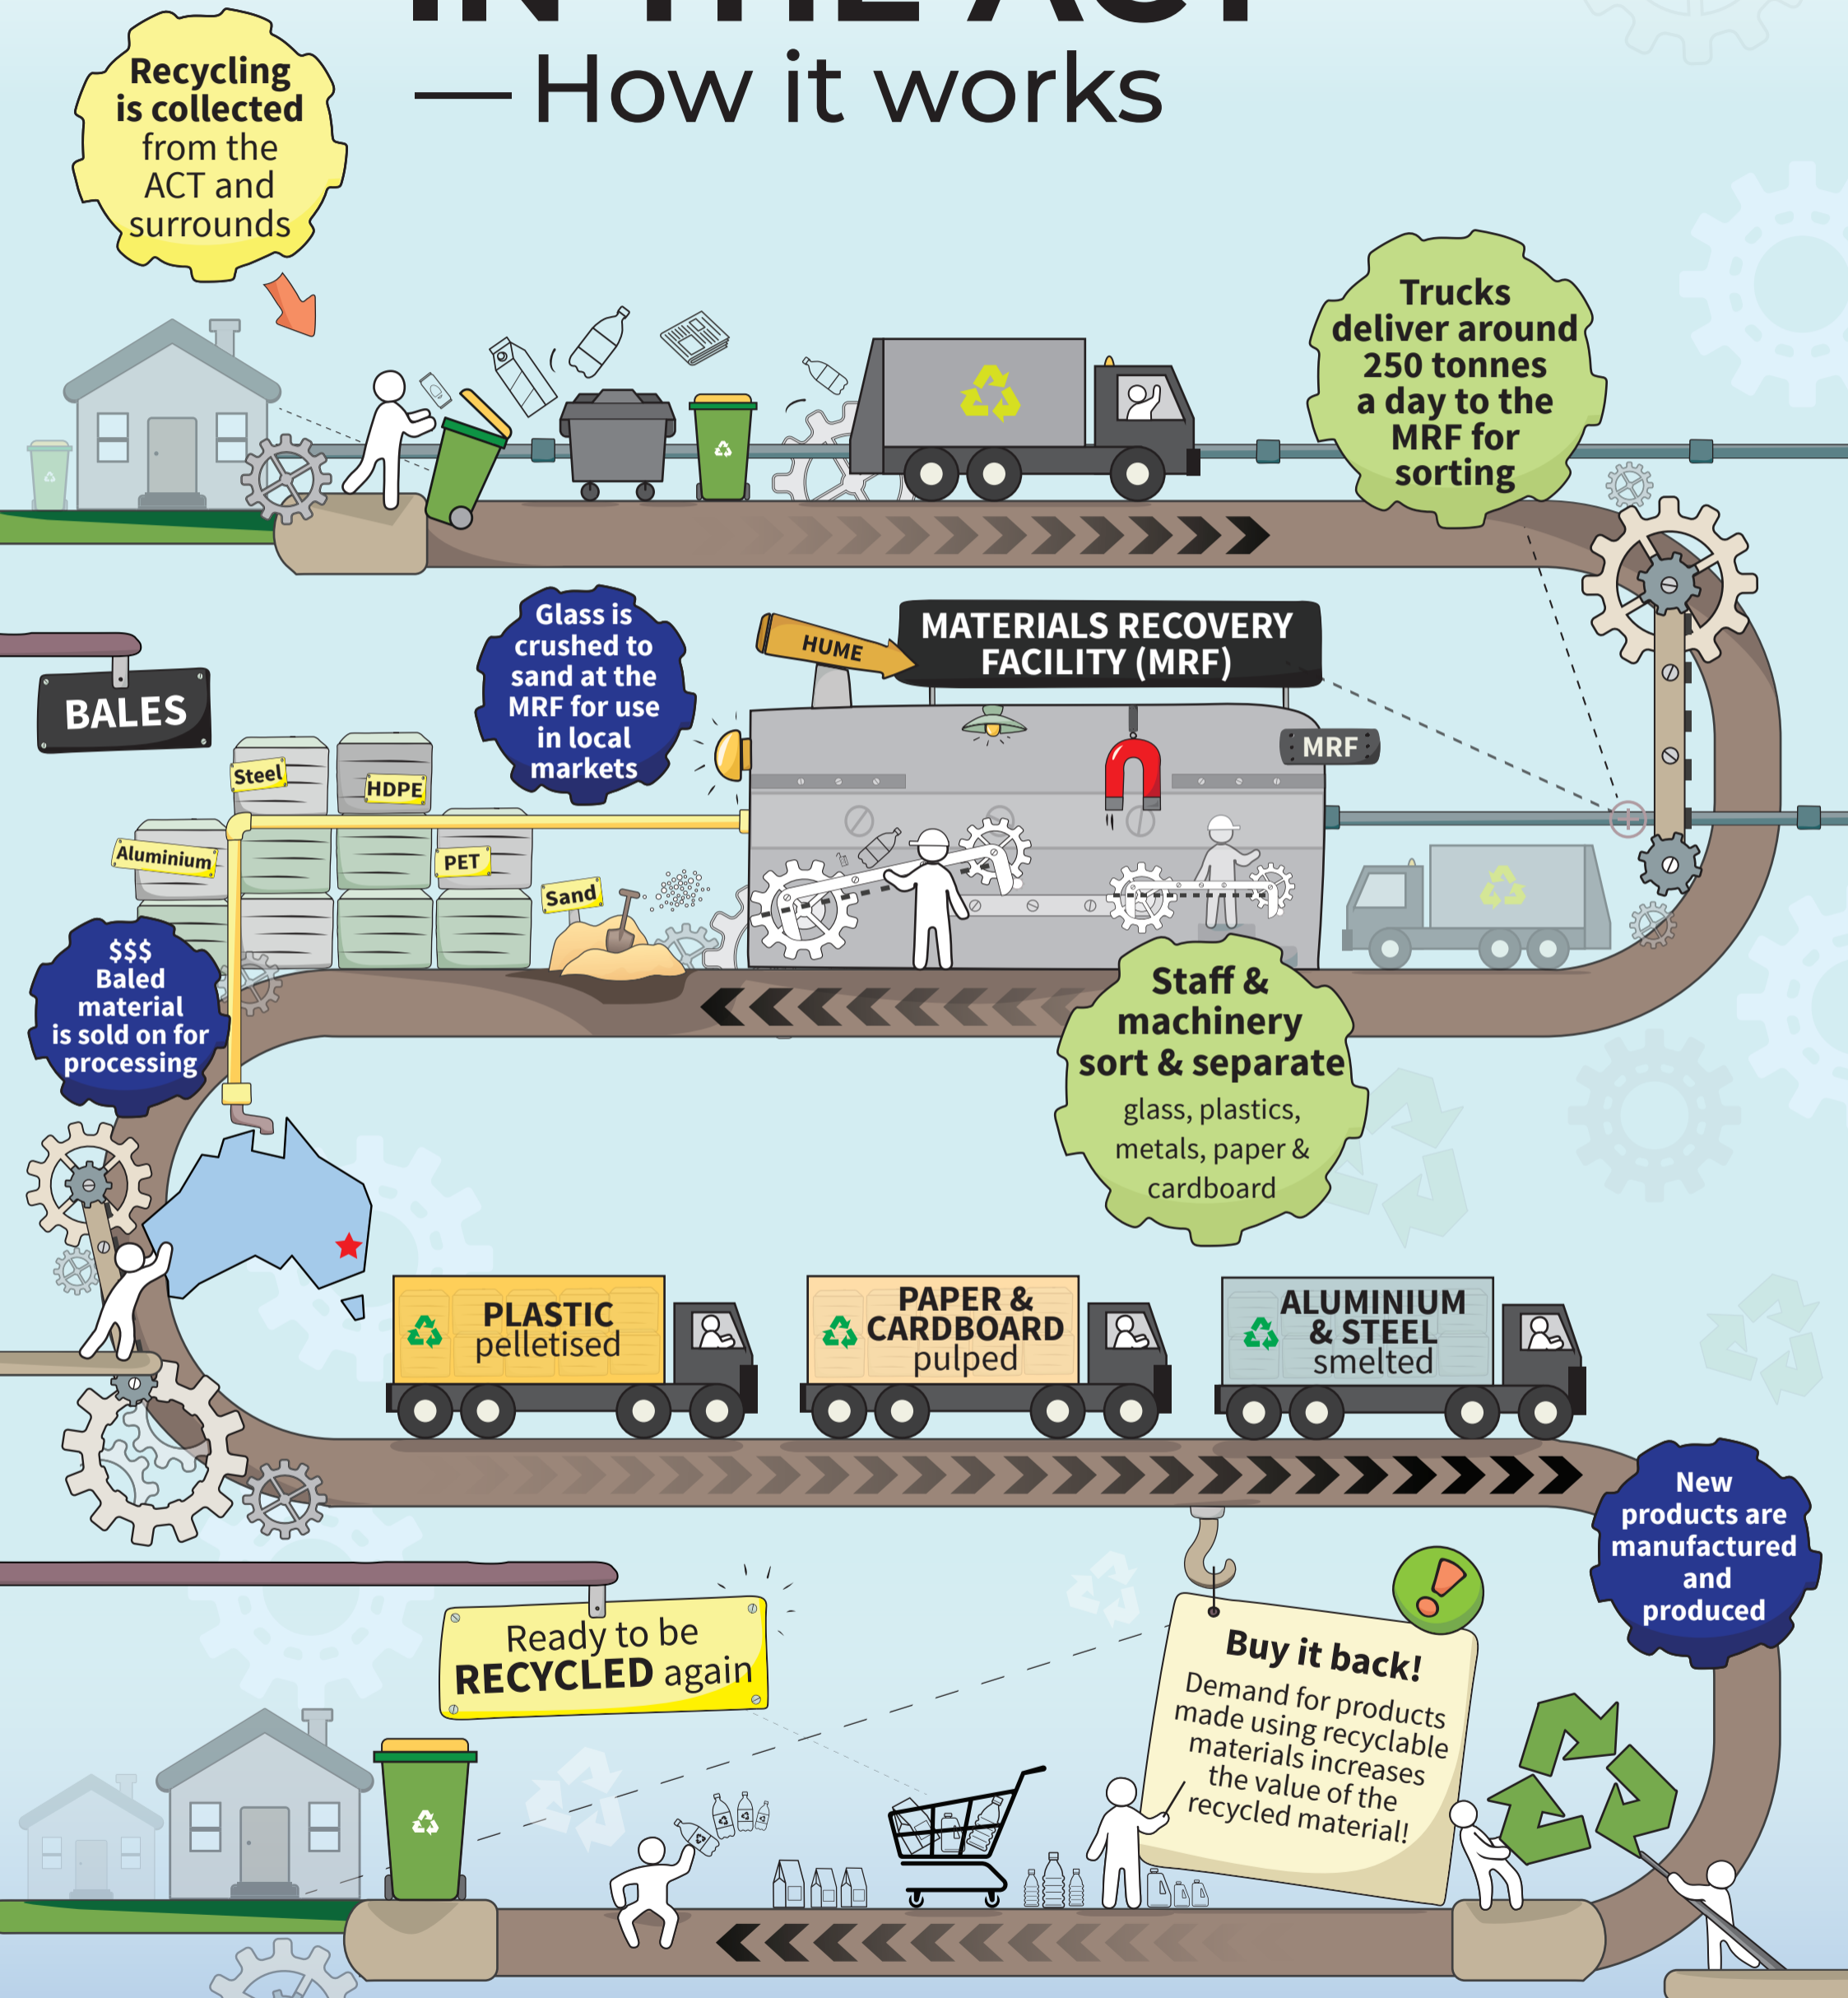 IN THE ACT
— How it works
Recycling
is collected
from the
ACT and
surrounds
Trucks
deliver around
250 tonnes
a day to the
MRF for
sorting
Glass is
crushed to
sand at the
MRF for use
in local
markets
HUME
MATERIALS RECOVERY
FACILITY (MRF)
MRF
BALES
Steel
HDPE
Aluminium
PET
Sand
$$$
Baled
material
is sold on for
processing
Staff &
machinery
sort & separate
glass, plastics,
metals, paper &
cardboard
PLASTIC
pelletised
PAPER &
CARDBOARD
pulped
ALUMINIUM
& STEEL
smelted
New
products are
manufactured
and
produced
Ready to be
RECYCLED again
Buy it back!
Demand for products
made using recyclable
materials increases
the value of the
recycled material!